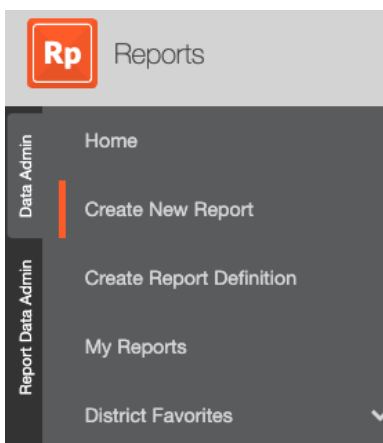 Rp Reports
Data Admin
Report Data Admin
Home
Create New Report
Create Report Definition
My Reports
District Favorites